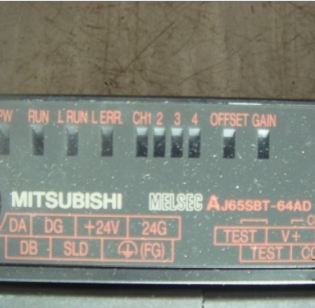 PW RUN L RUN L ERR. CH1 2 3 4 OFFSET GAIN
MITSUBISHI MELSEC AJ65SBT-64AD
DA DG +24V 24G
TEST V+
DB SLD (FG)
TEST CO